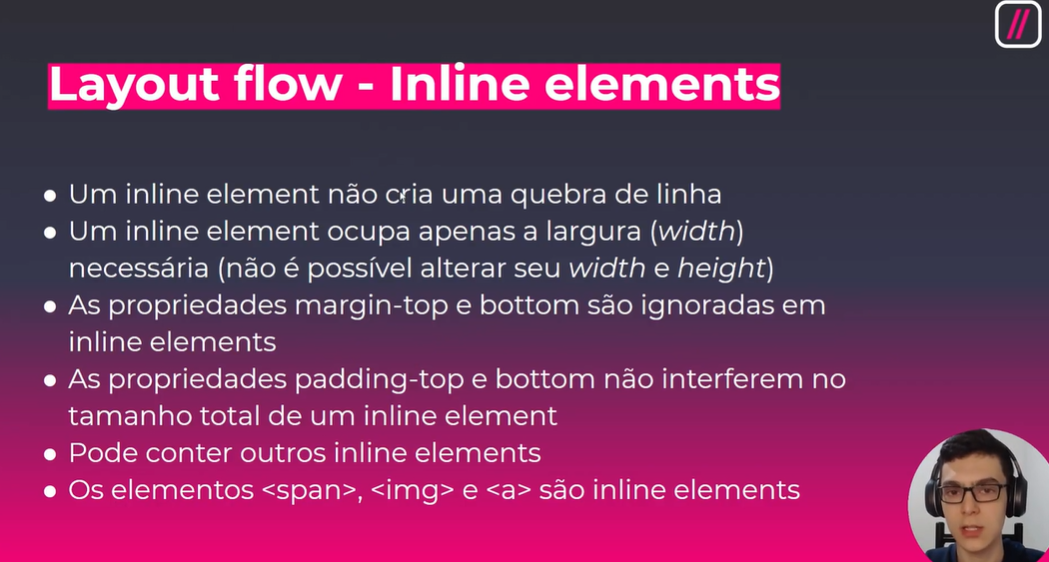 //
Layout flow - Inline elements
● Um inline element não cria uma quebra de linha
● Um inline element ocupa apenas a largura (width)
necessária (não é possível alterar seu width e height)
● As propriedades margin-top e bottom são ignoradas em
inline elements
● As propriedades padding-top e bottom não interferem no
tamanho total de um inline element
● Pode conter outros inline elements
● Os elementos <span>, <img> e <a> são inline elements